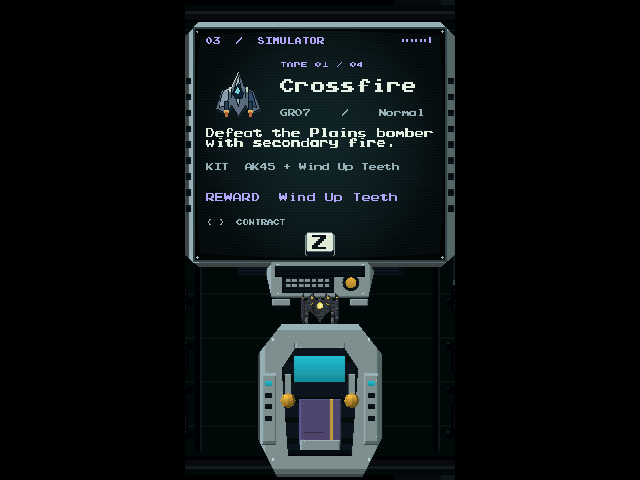 03 / SIMULATOR
TAPE 01 / 04
Crossfire
GR07 / Normal
Defeat the Plains bomber
with secondary fire.
KIT AK45 + Wind Up Teeth
REWARD Wind Up Teeth
( ) CONTRACT
Z